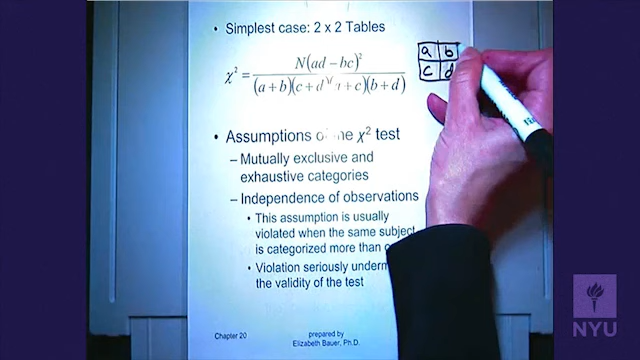 • Simplest case: 2 x 2 Tables
χ² = N(ad − bc)² / (a + b)(c + d)( + c)(b + d)
a b
c d
• Assumptions of the χ² test
– Mutually exclusive and
exhaustive categories
– Independence of observations
• This assumption is usually
violated when the same subject
is categorized more than
• Violation seriously
the validity of the test
Chapter 20
prepared by
Elizabeth Bauer, Ph.D.
NYU